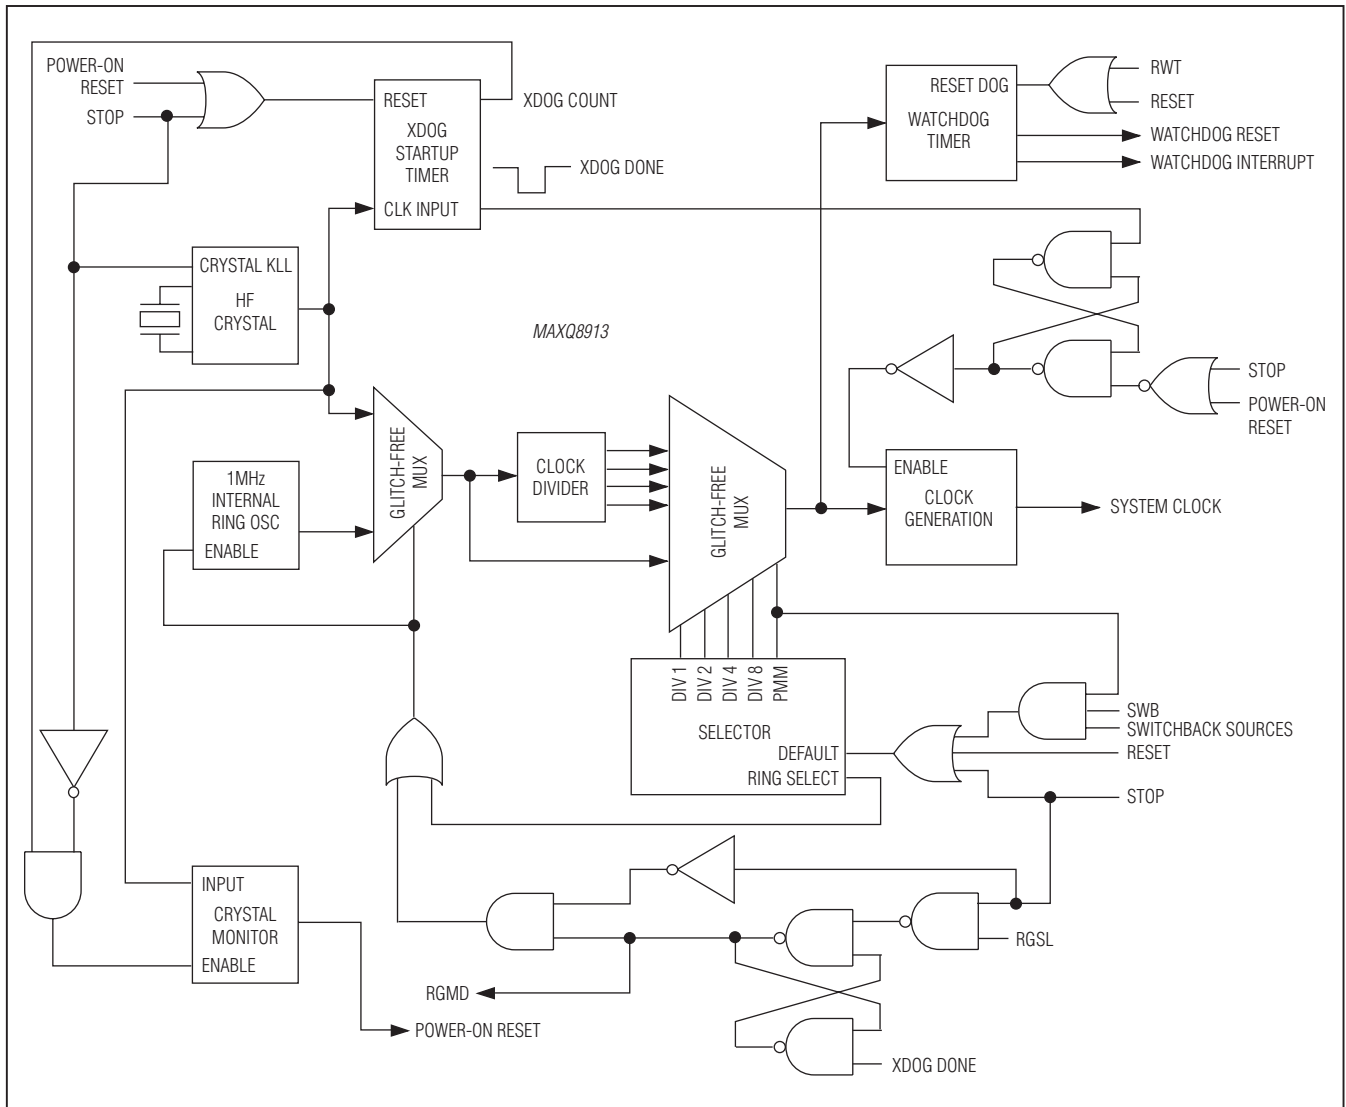 POWER-ON
RESET
STOP
RESET
XDOG
STARTUP
TIMER
CLK INPUT
XDOG COUNT
XDOG DONE
RESET DOG
WATCHDOG
TIMER
RWT
RESET
WATCHDOG RESET
WATCHDOG INTERRUPT
CRYSTAL KLL
HF
CRYSTAL
MAXQ8913
STOP
POWER-ON
RESET
1MHz
INTERNAL
RING OSC
ENABLE
GLITCH-FREE
MUX
CLOCK
DIVIDER
GLITCH-FREE
MUX
ENABLE
CLOCK
GENERATION
SYSTEM CLOCK
DIV 1
DIV 2
DIV 4
DIV 8
PMM
SELECTOR
DEFAULT
RING SELECT
SWB
SWITCHBACK SOURCES
RESET
STOP
INPUT
CRYSTAL
MONITOR
ENABLE
RGSL
RGMD
POWER-ON RESET
XDOG DONE